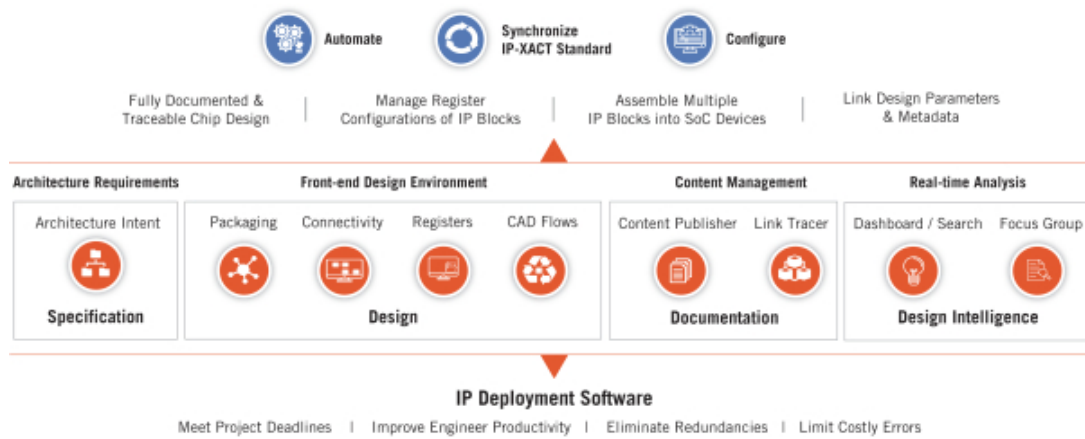 Automate
Synchronize
IP-XACT Standard
Configure
Fully Documented &
Traceable Chip Design
Manage Register
Configurations of IP Blocks
Assemble Multiple
IP Blocks into SoC Devices
Link Design Parameters
& Metadata
Architecture Requirements
Front-end Design Environment
Content Management
Real-time Analysis
Architecture Intent
Packaging
Connectivity
Registers
CAD Flows
Content Publisher
Link Tracer
Dashboard / Search
Focus Group
Specification
Design
Documentation
Design Intelligence
IP Deployment Software
Meet Project Deadlines | Improve Engineer Productivity | Eliminate Redundancies | Limit Costly Errors